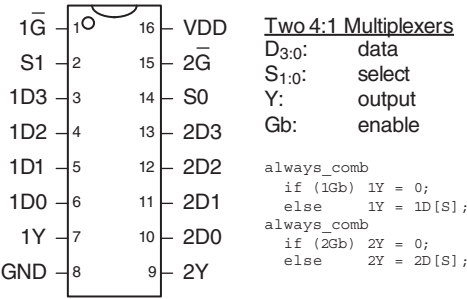 1G̅ 1 16 VDD
S1 2 15 2G̅
1D3 3 14 S0
1D2 4 13 2D3
1D1 5 12 2D2
1D0 6 11 2D1
1Y 7 10 2D0
GND 8 9 2Y
Two 4:1 Multiplexers
D3:0: data
S1:0: select
Y: output
Gb: enable
always_comb
if (1Gb) 1Y = 0;
else 1Y = 1D[S];
always_comb
if (2Gb) 2Y = 0;
else 2Y = 2D[S];